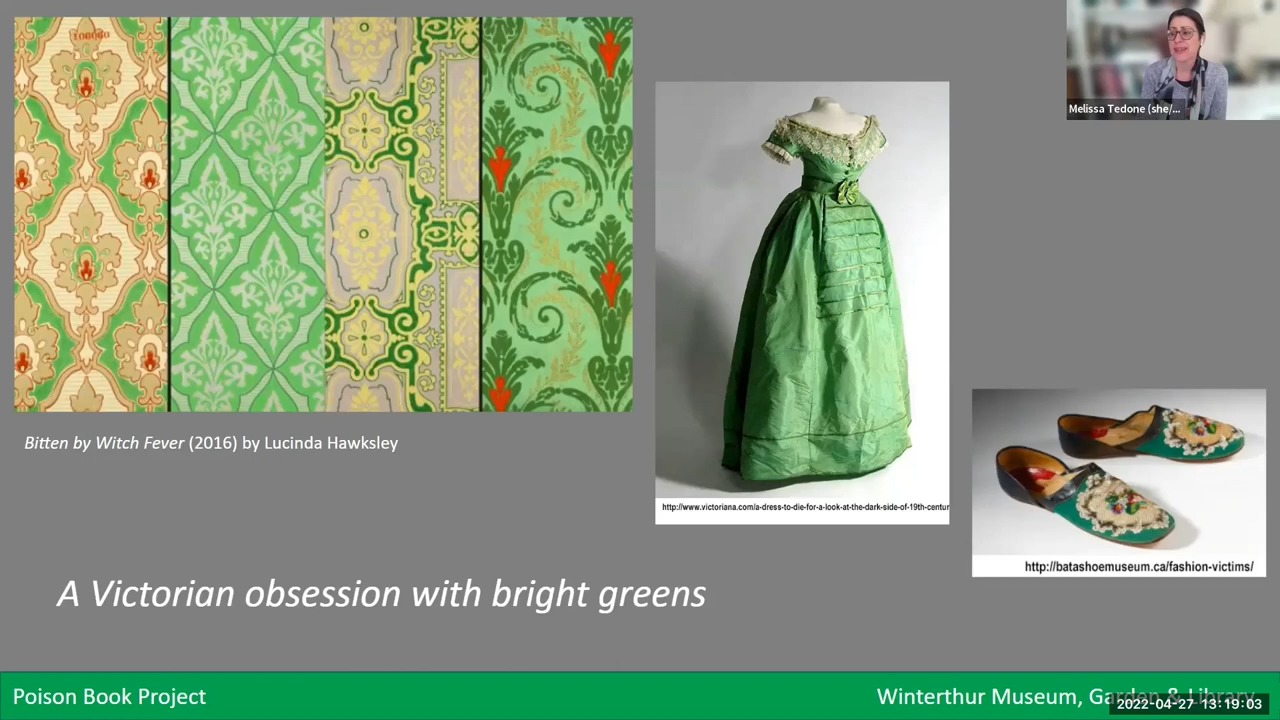 Melissa Tedone (she/...
Bitten by Witch Fever (2016) by Lucinda Hawksley
http://www.victoriana.com/a-dress-to-die-for-a-look-at-the-dark-side-of-19th-centur
http://batashoemuseum.ca/fashion-victims/
A Victorian obsession with bright greens
Poison Book Project
Winterthur Museum, Garden & Library
2022-04-27 13:19:03